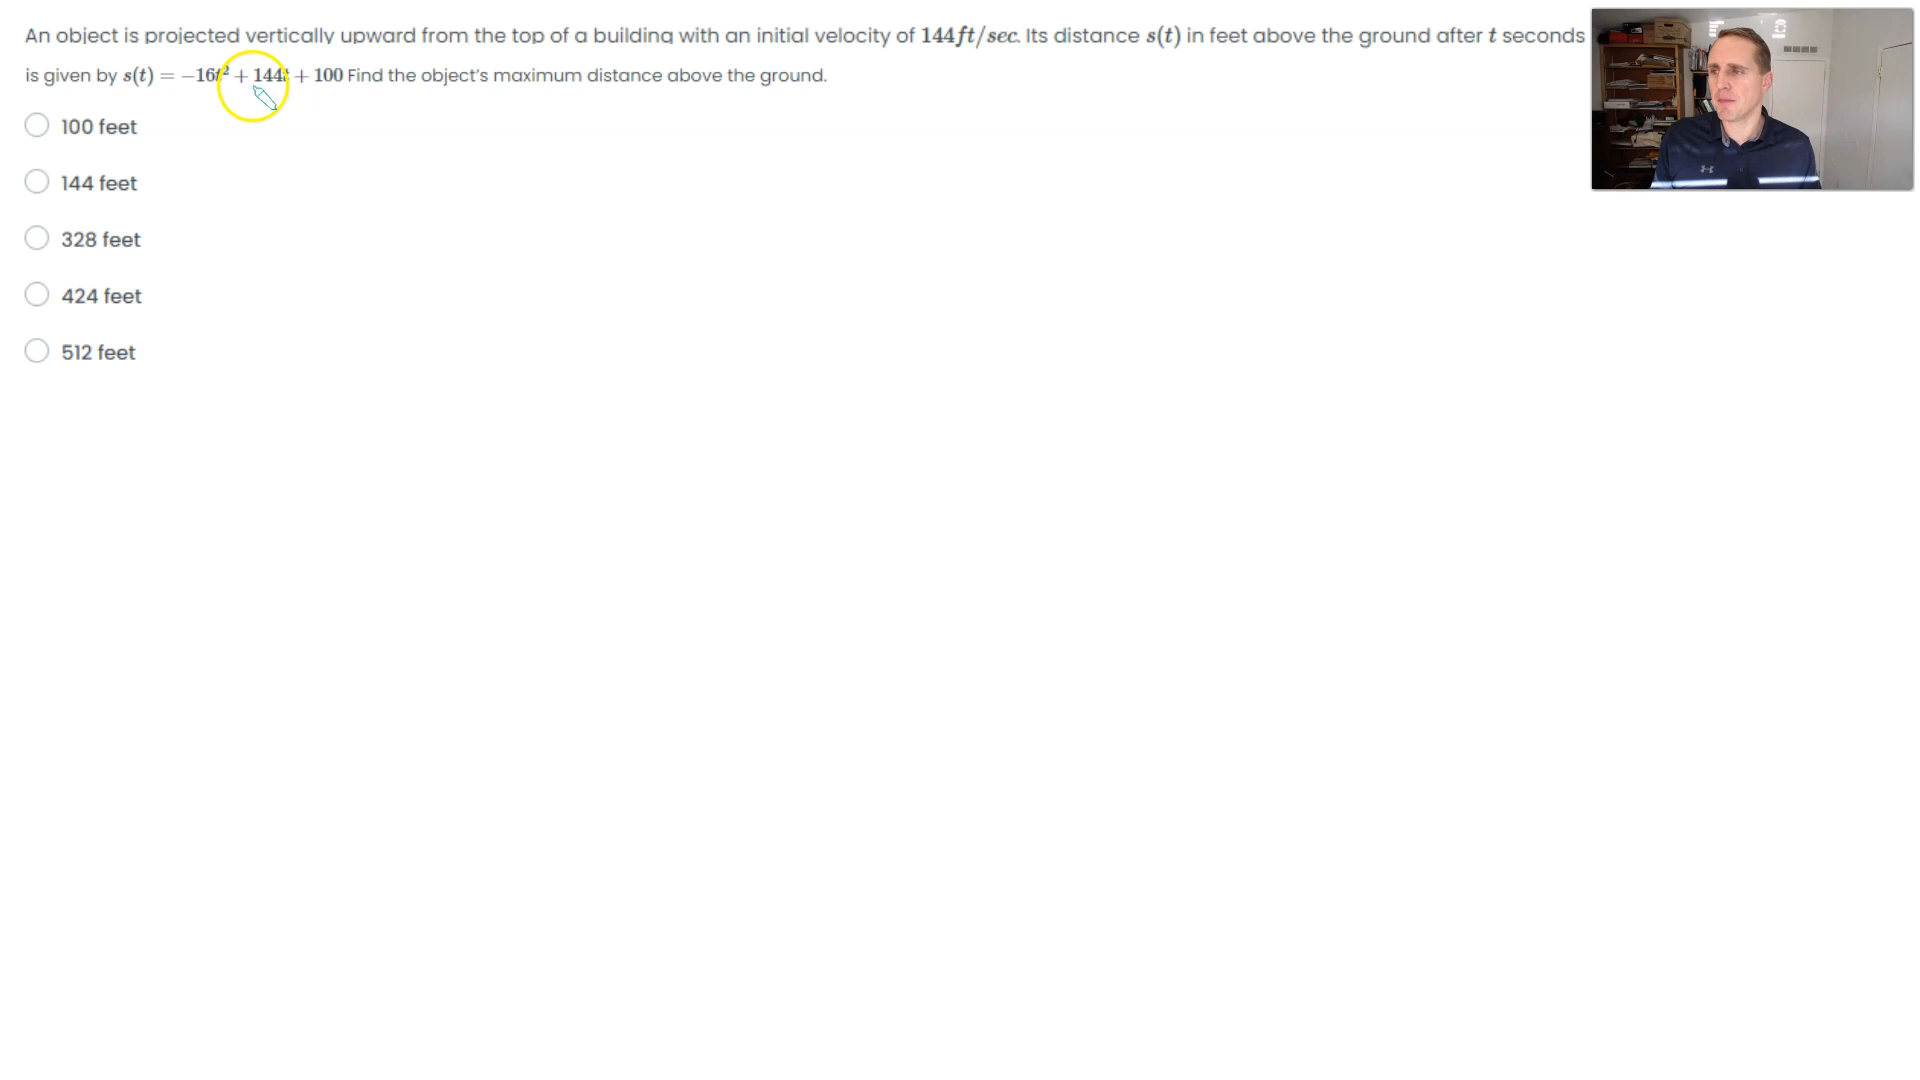 An object is projected vertically upward from the top of a building with an initial velocity of 144ft/sec. Its distance s(t) in feet above the ground after t seconds
is given by s(t) = −16t² + 144t + 100 Find the object's maximum distance above the ground.
100 feet
144 feet
328 feet
424 feet
512 feet